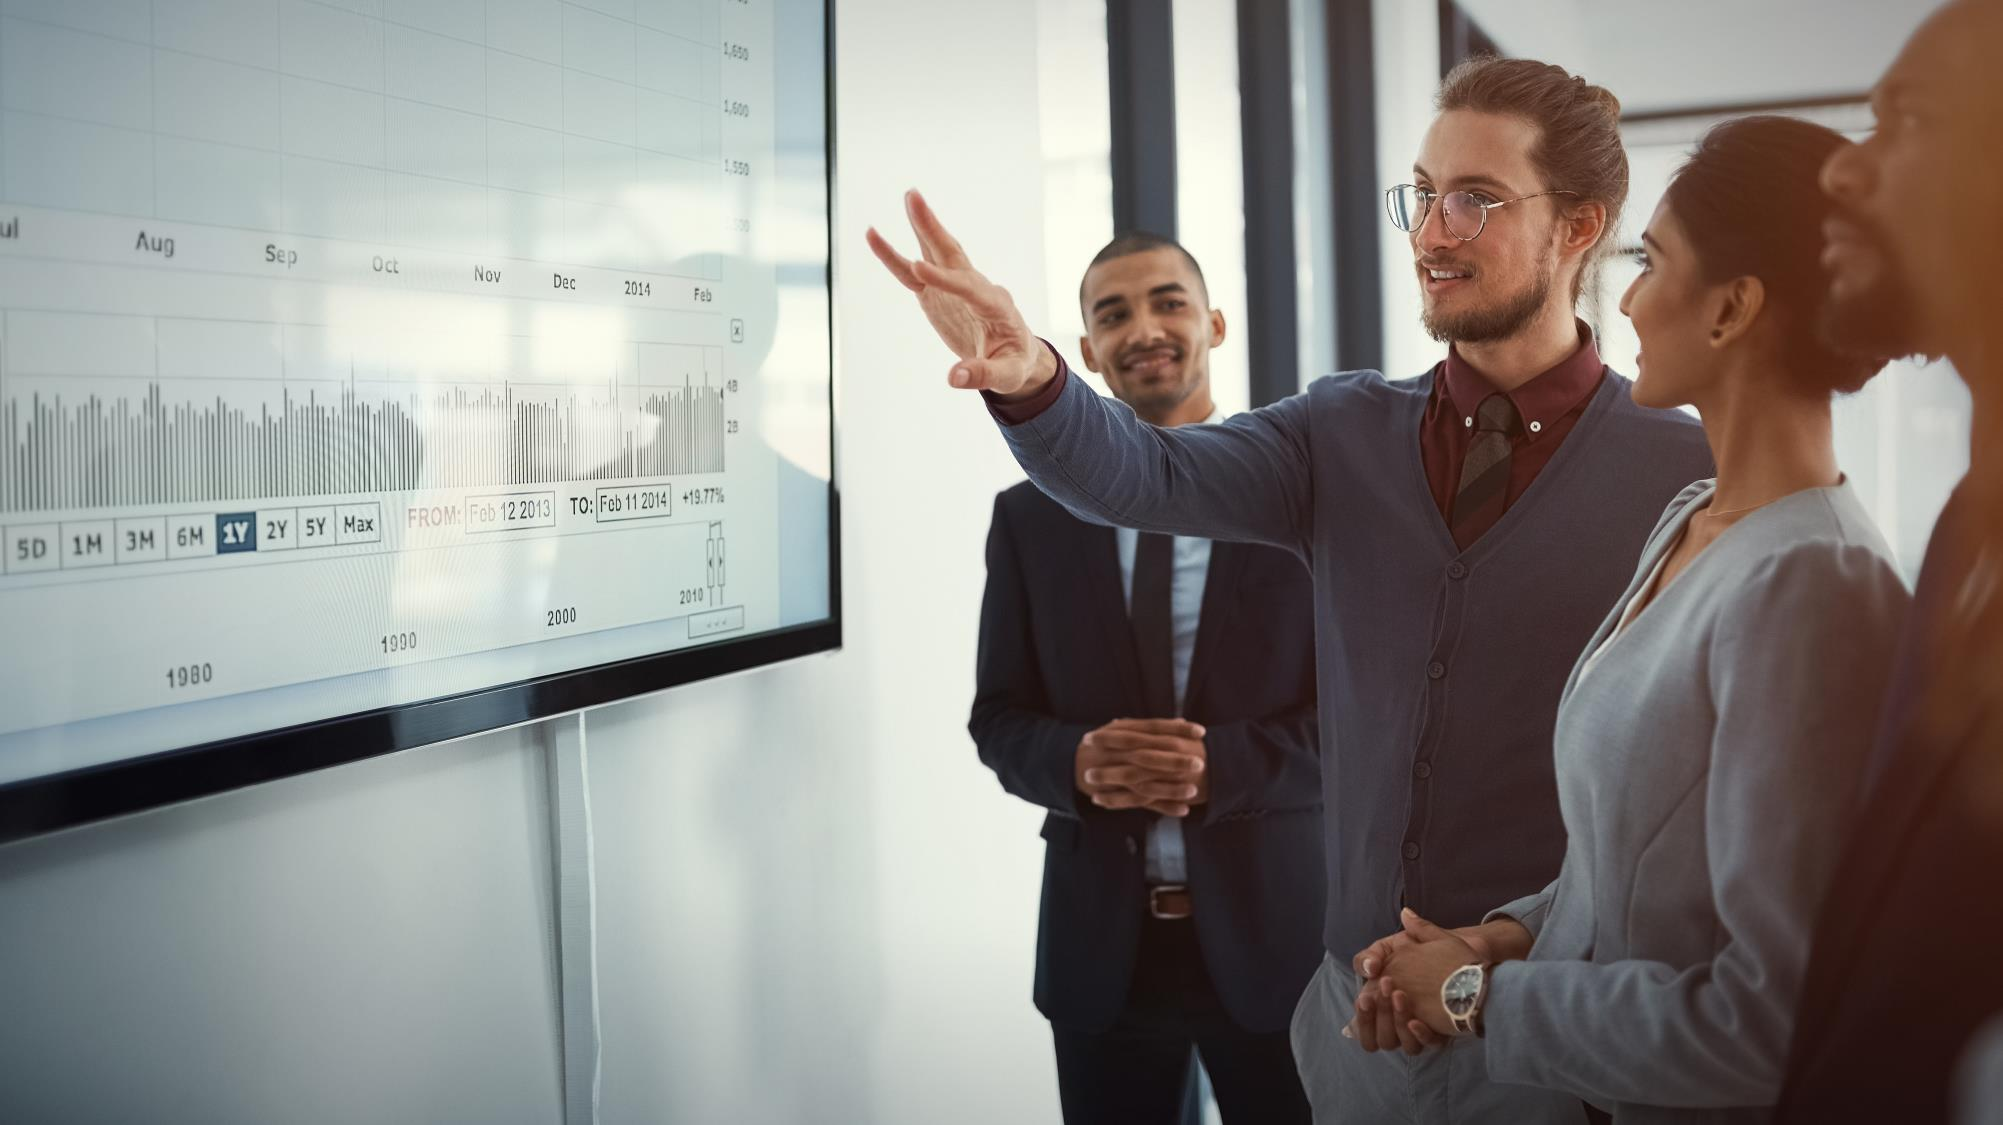 1,650
1,600
1,550
ul Aug Sep Oct Nov Dec 2014 Feb
x
4B
2B
5D 1M 3M 6M 1Y 2Y 5Y Max FROM: Feb 12 2013 TO: Feb 11 2014 +19.77%
1980 1990 2000 2010